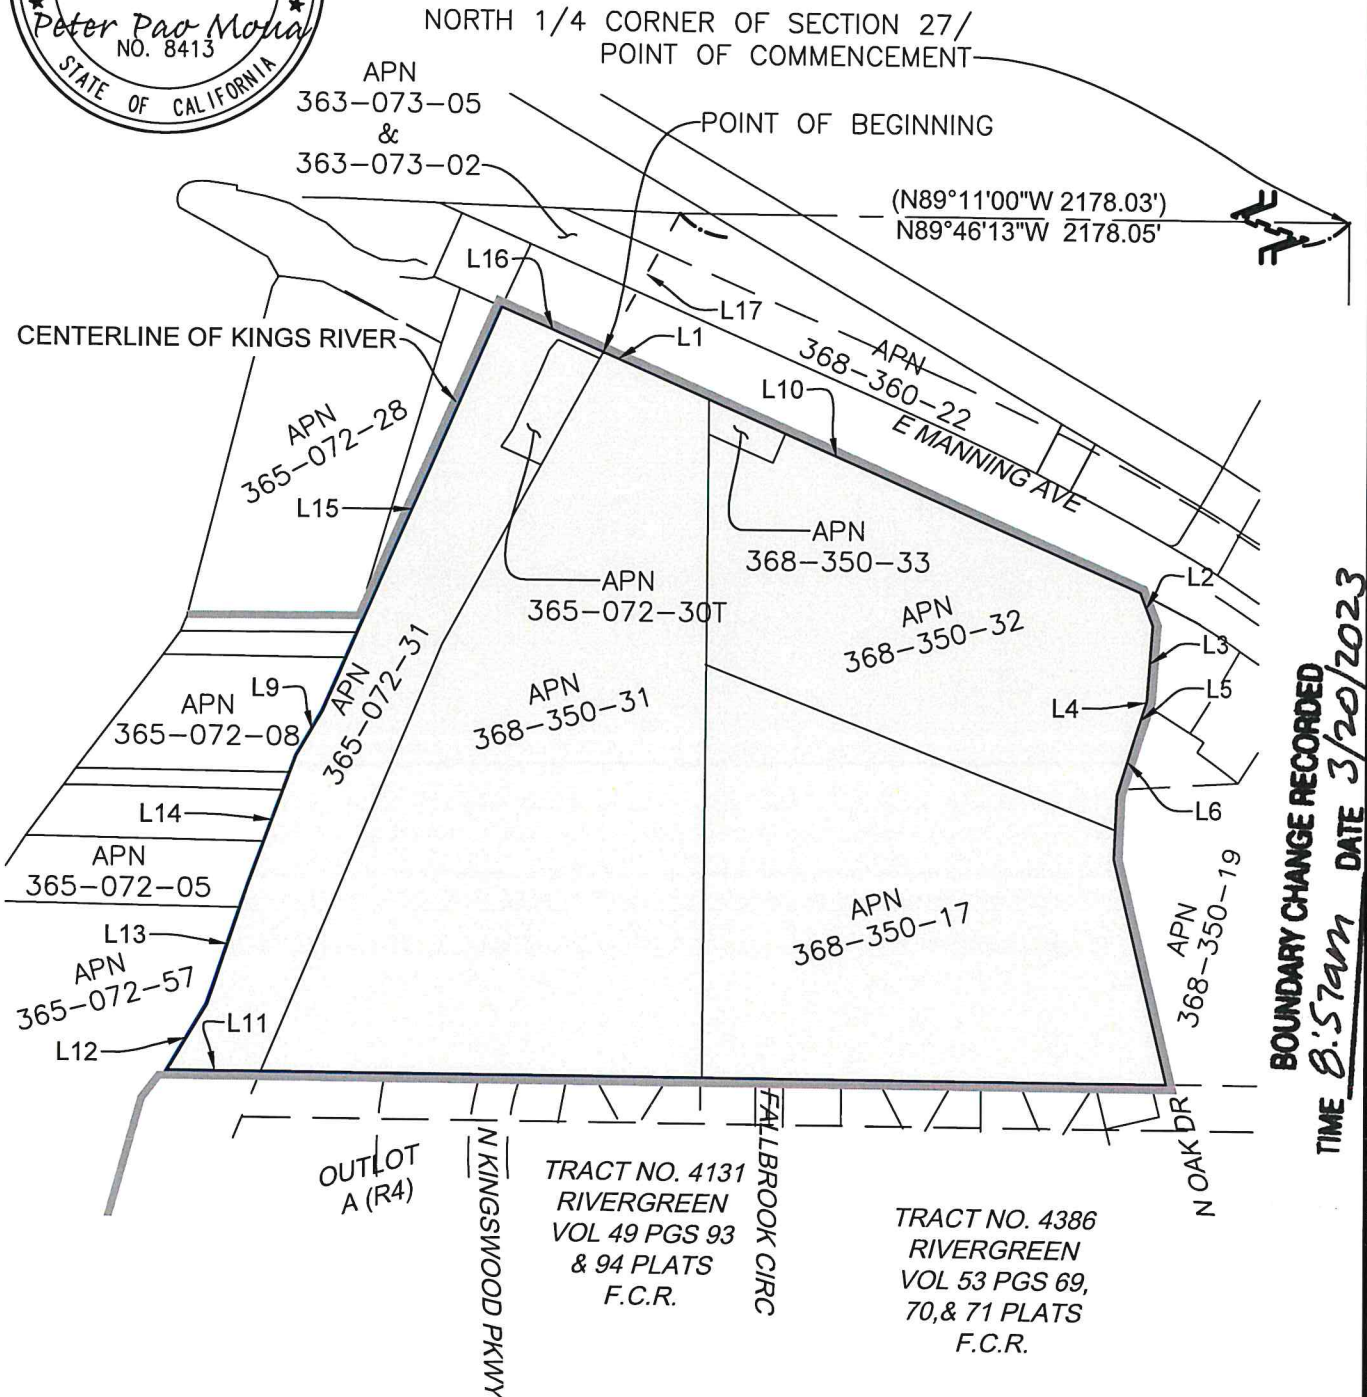 Peter Pao Moua
NO. 8413
STATE OF CALIFORNIA
NORTH 1/4 CORNER OF SECTION 27/
POINT OF COMMENCEMENT
APN
363-073-05
&
363-073-02
POINT OF BEGINNING
(N89°11'00"W 2178.03')
N89°46'13"W 2178.05'
L16
L17
L1
CENTERLINE OF KINGS RIVER
APN
368-360-22
L10
E MANNING AVE
APN
365-072-28
L15
APN
368-350-33
APN
365-072-30T
L2
APN
368-350-32
L3
L5
L4
L6
APN
365-072-31
L9
APN
365-072-08
APN
368-350-31
L14
APN
365-072-05
APN
368-350-17
APN
368-350-19
L13
APN
365-072-57
L11
L12
BOUNDARY CHANGE RECORDED
TIME 8:57am DATE 3/20/2023
OUTLOT
A (R4)
N KINGSWOOD PKWY
TRACT NO. 4131
RIVERGREEN
VOL 49 PGS 93
& 94 PLATS
F.C.R.
FALLBROOK CIRC
TRACT NO. 4386
RIVERGREEN
VOL 53 PGS 69,
70,& 71 PLATS
F.C.R.
N OAK DR